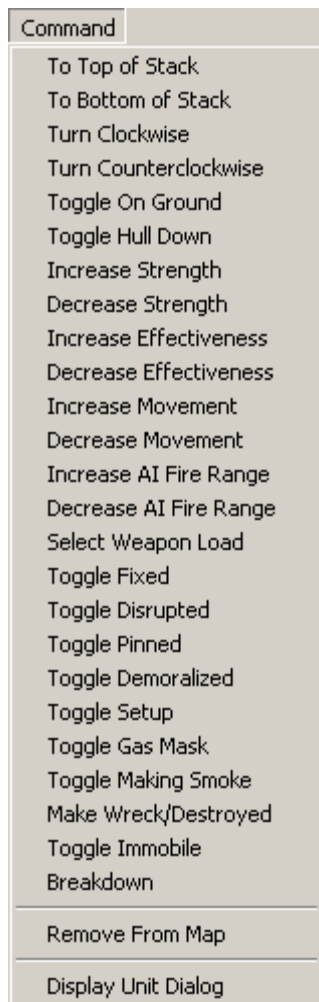 Command
To Top of Stack
To Bottom of Stack
Turn Clockwise
Turn Counterclockwise
Toggle On Ground
Toggle Hull Down
Increase Strength
Decrease Strength
Increase Effectiveness
Decrease Effectiveness
Increase Movement
Decrease Movement
Increase AI Fire Range
Decrease AI Fire Range
Select Weapon Load
Toggle Fixed
Toggle Disrupted
Toggle Pinned
Toggle Demoralized
Toggle Setup
Toggle Gas Mask
Toggle Making Smoke
Make Wreck/Destroyed
Toggle Immobile
Breakdown
Remove From Map
Display Unit Dialog